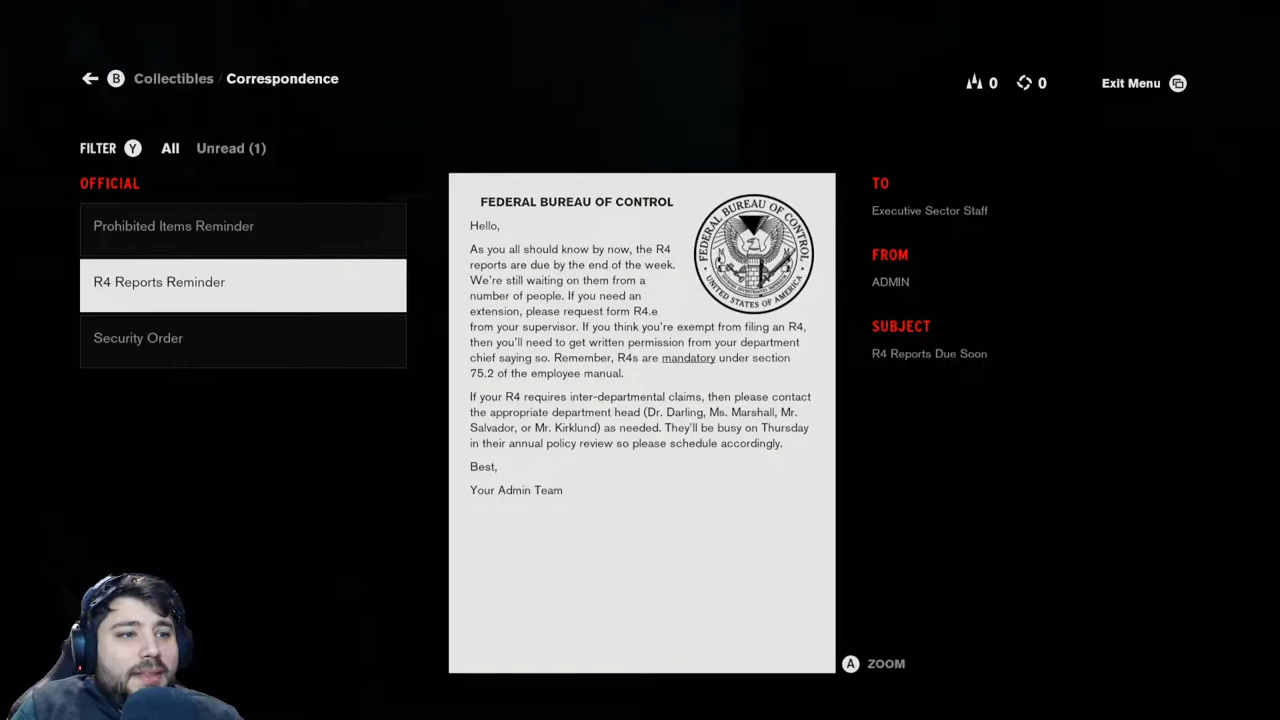 B Collectibles / Correspondence
0 0 Exit Menu
FILTER Y All Unread (1)
OFFICIAL
Prohibited Items Reminder
R4 Reports Reminder
Security Order
FEDERAL BUREAU OF CONTROL
Hello,
As you all should know by now, the R4
reports are due by the end of the week.
We're still waiting on them from a
number of people. If you need an
extension, please request form R4.e
from your supervisor. If you think you're exempt from filing an R4,
then you'll need to get written permission from your department
chief saying so. Remember, R4s are mandatory under section
75.2 of the employee manual.
If your R4 requires inter-departmental claims, then please contact
the appropriate department head (Dr. Darling, Ms. Marshall, Mr.
Salvador, or Mr. Kirklund) as needed. They'll be busy on Thursday
in their annual policy review so please schedule accordingly.
Best,
Your Admin Team
FEDERAL BUREAU OF CONTROL
UNITED STATES OF AMERICA
TO
Executive Sector Staff
FROM
ADMIN
SUBJECT
R4 Reports Due Soon
A ZOOM